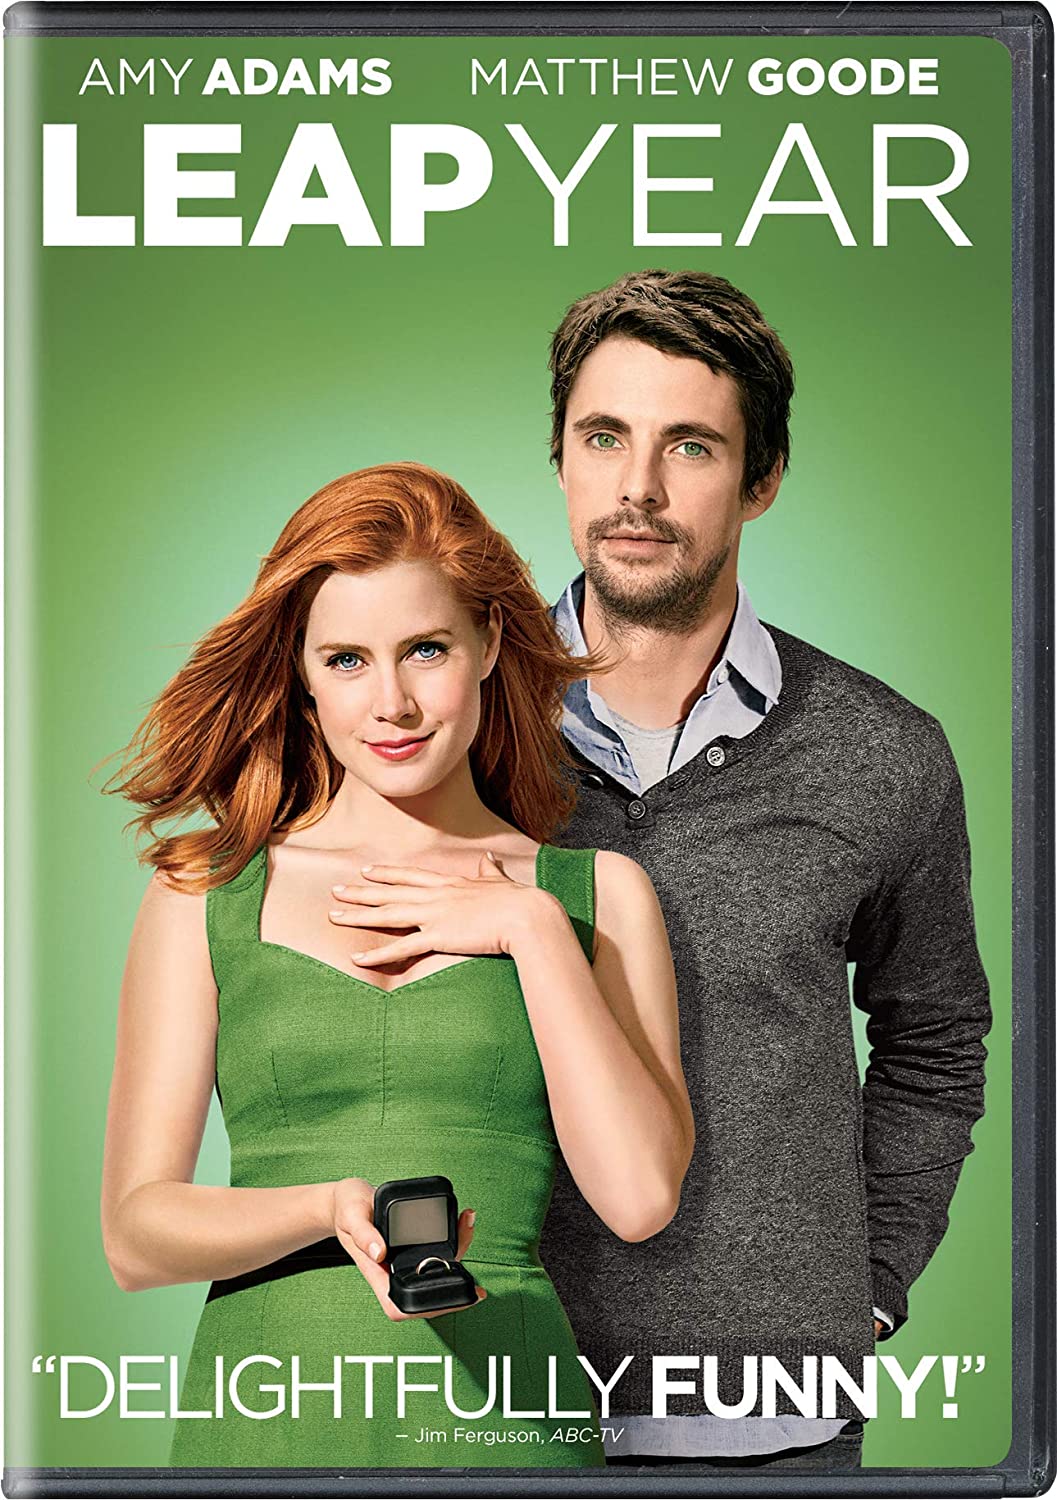 AMY ADAMS MATTHEW GOODE
LEAP YEAR
“DELIGHTFULLY FUNNY!”
– Jim Ferguson, ABC-TV